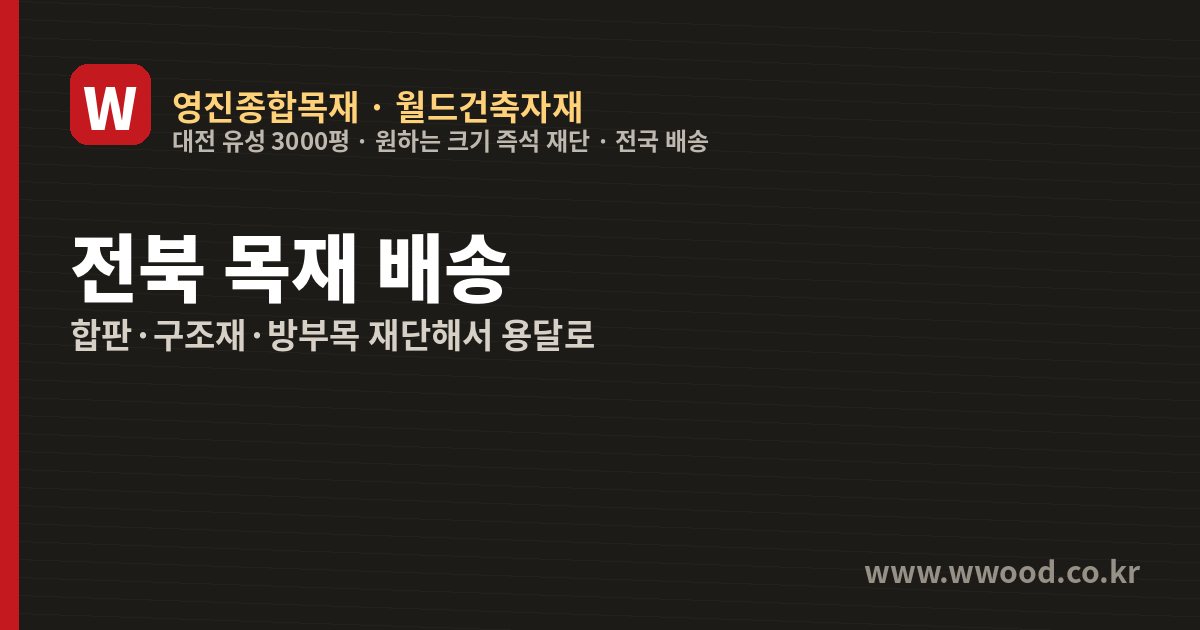 W
영진종합목재 · 월드건축자재
대전 유성 3000평 · 원하는 크기 즉석 재단 · 전국 배송
전북 목재 배송
합판·구조재·방부목 재단해서 용달로
www.wwood.co.kr